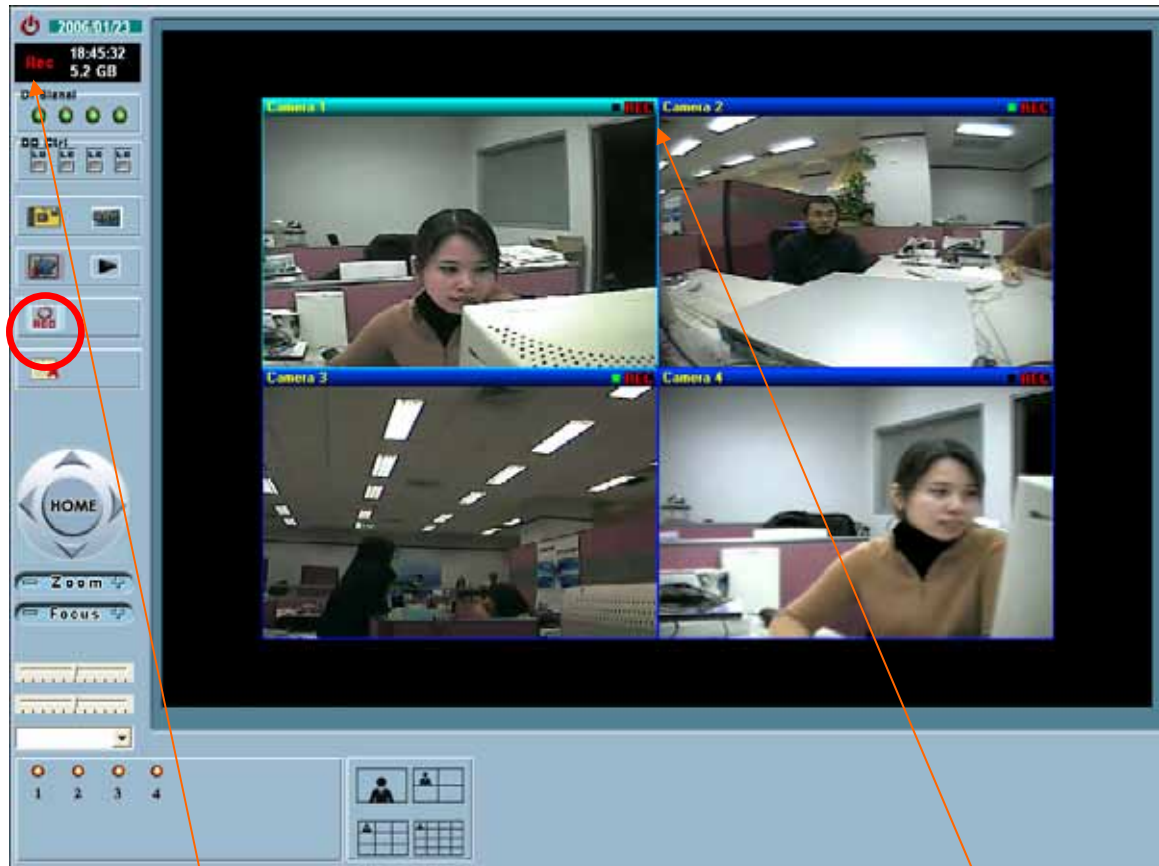 2006/01/23
Rec 18:45:32
5.2 GB
DI Signal
DO Ctrl
Camera 1 REC
Camera 2 REC
REC
Camera 3 REC
Camera 4 REC
HOME
Zoom
Focus
1 2 3 4